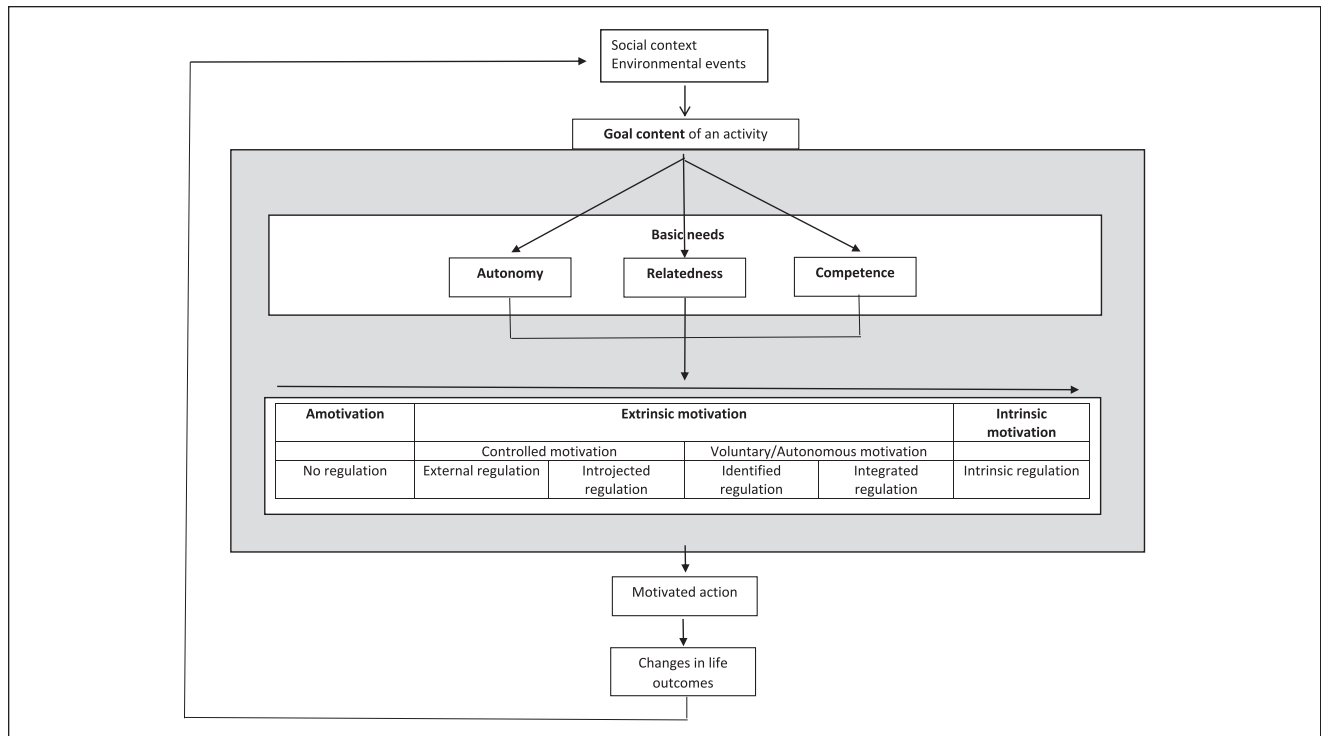 Social context
Environmental events
Goal content of an activity
Basic needs
Autonomy
Relatedness
Competence
Amotivation
Extrinsic motivation
Intrinsic
motivation
Controlled motivation
Voluntary/Autonomous motivation
No regulation
External regulation
Introjected
regulation
Identified
regulation
Integrated
regulation
Intrinsic regulation
Motivated action
Changes in life
outcomes